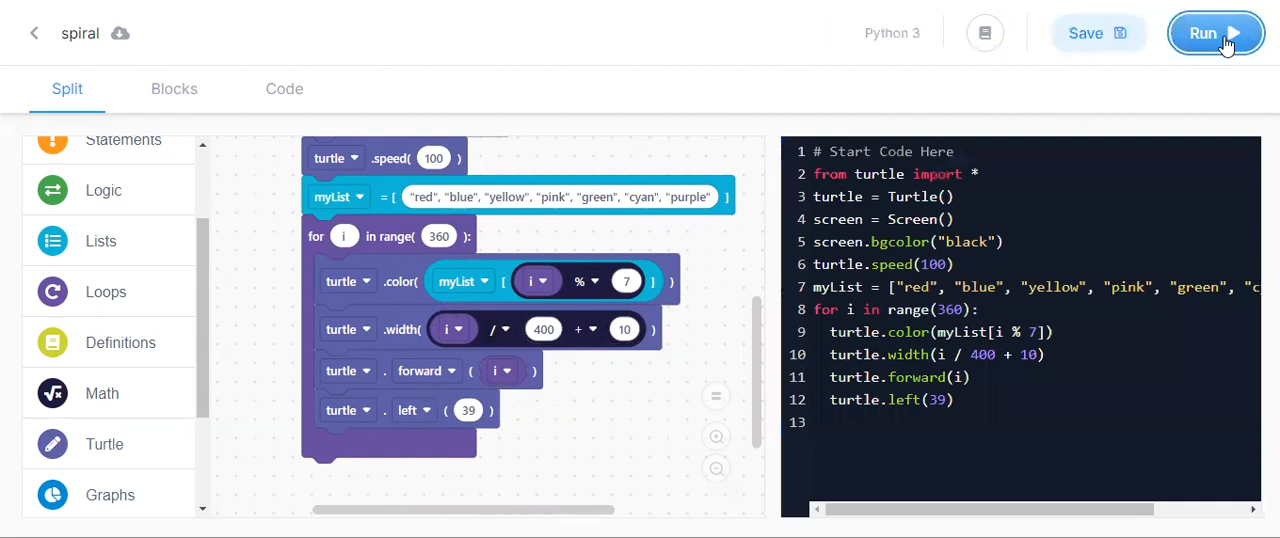 spiral
Python 3
Save
Run
Split
Blocks
Code
Statements
Logic
Lists
Loops
Definitions
Math
Turtle
Graphs
turtle .speed( 100 )
myList = [ "red", "blue", "yellow", "pink", "green", "cyan", "purple" ]
for i in range( 360 ):
turtle .color( myList [ i % 7 ] )
turtle .width( i / 400 + 10 )
turtle . forward ( i )
turtle . left ( 39 )
1 # Start Code Here
2 from turtle import *
3 turtle = Turtle()
4 screen = Screen()
5 screen.bgcolor("black")
6 turtle.speed(100)
7 myList = ["red", "blue", "yellow", "pink", "green", "c
8 for i in range(360):
9 turtle.color(myList[i % 7])
10 turtle.width(i / 400 + 10)
11 turtle.forward(i)
12 turtle.left(39)
13